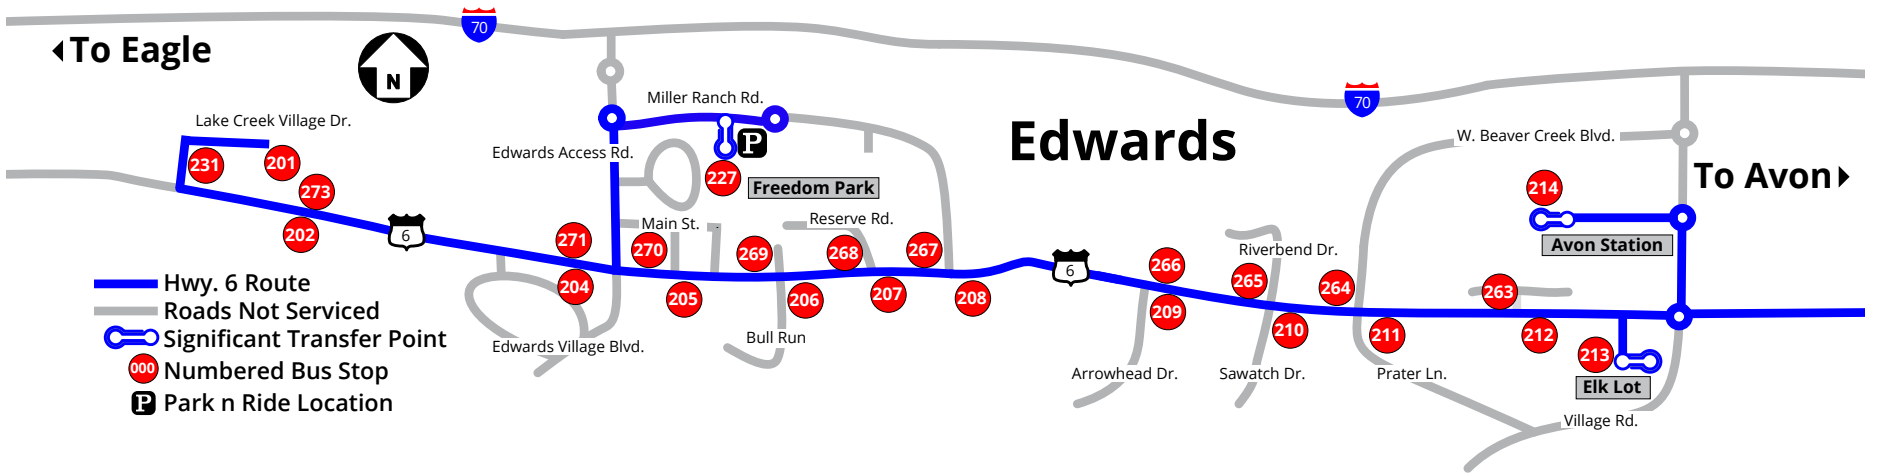 70
To Eagle
N
Miller Ranch Rd.
70
Lake Creek Village Dr.
Edwards
W. Beaver Creek Blvd.
Edwards Access Rd.
P
231
201
227
Freedom Park
To Avon
273
214
202
6
Main St.
Reserve Rd.
271
270
269
268
267
Avon Station
Riverbend Dr.
6
266
265
264
263
Hwy. 6 Route
204
205
206
207
208
209
Roads Not Serviced
210
211
212
213
Significant Transfer Point
Edwards Village Blvd.
Bull Run
000 Numbered Bus Stop
Arrowhead Dr.
Sawatch Dr.
Prater Ln.
Elk Lot
P Park n Ride Location
Village Rd.